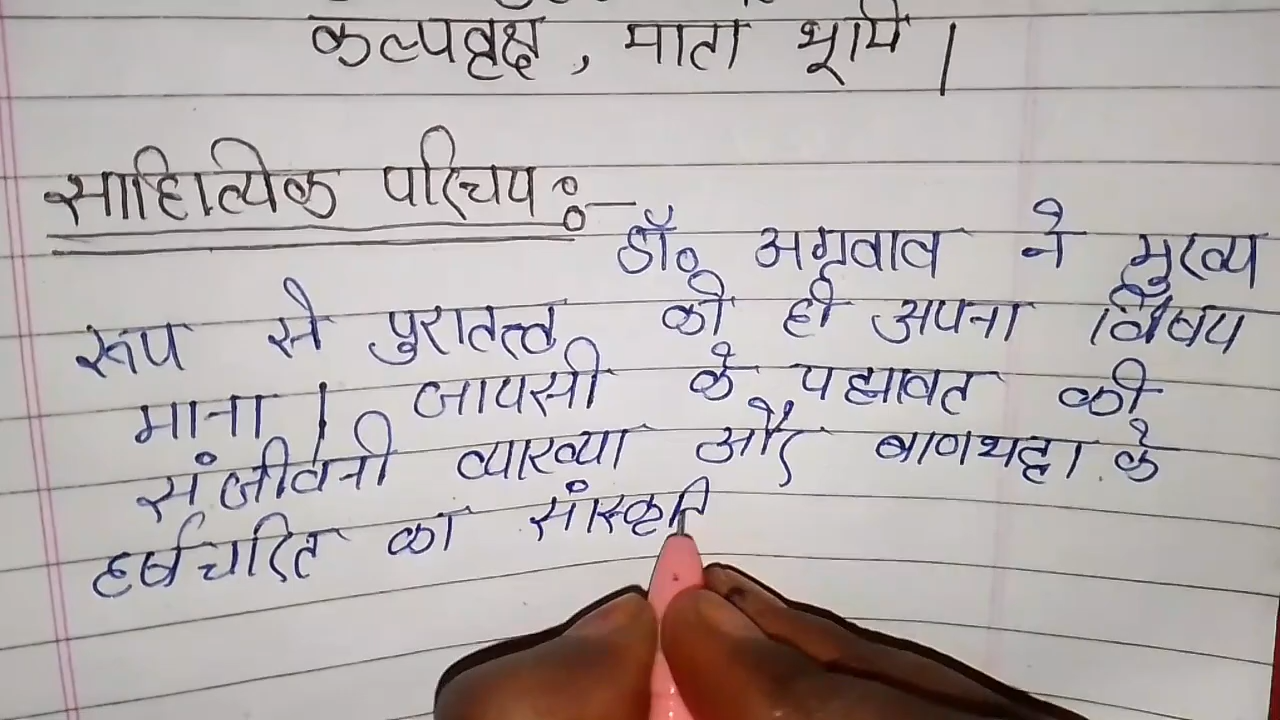 कल्पवृक्ष, माता भूमि।
साहित्यिक परिचय :-
डॉ० अग्रवाल ने मुख्य
रूप से पुरातत्व को ही अपना विषय
माना। जायसी के पद्मावत की
संजीवनी व्याख्या और बाणभट्टा के
हर्षचरित का सांस्कृति